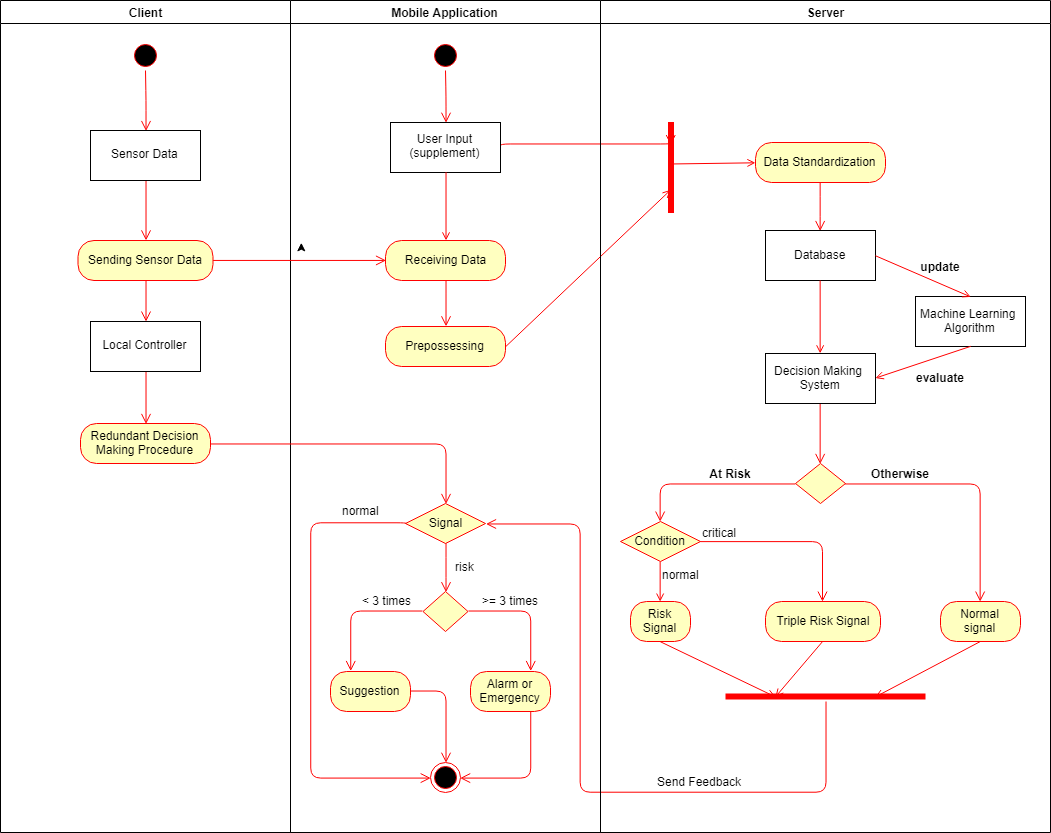 Client
Mobile Application
Server
Sensor Data
User Input
(supplement)
Data Standardization
Sending Sensor Data
Receiving Data
Database
update
Machine Learning
Algorithm
Local Controller
Prepossessing
Decision Making
System
evaluate
Redundant Decision
Making Procedure
At Risk
Otherwise
normal
Signal
Condition
critical
risk
normal
< 3 times
>= 3 times
Risk
Signal
Triple Risk Signal
Normal
signal
Suggestion
Alarm or
Emergency
Send Feedback